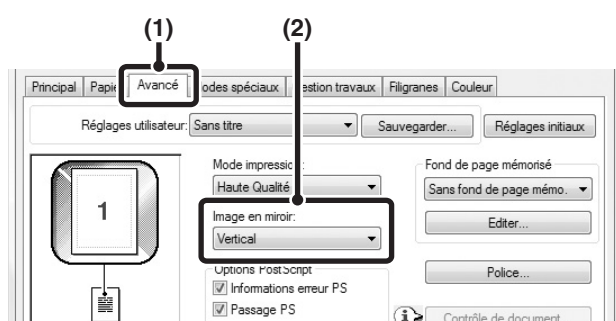 (1) (2)
Principal Papie Avancé odes spéciaux estion travaux Filigranes Couleur
Réglages utilisateur: Sans titre Sauvegarder... Réglages initiaux
Mode impression: Fond de page mémorisé
Haute Qualité Sans fond de page mémo.
1
Image en miroir: Editer...
Vertical
Options PostScript Police...
Informations erreur PS
Passage PS Contrôle de document